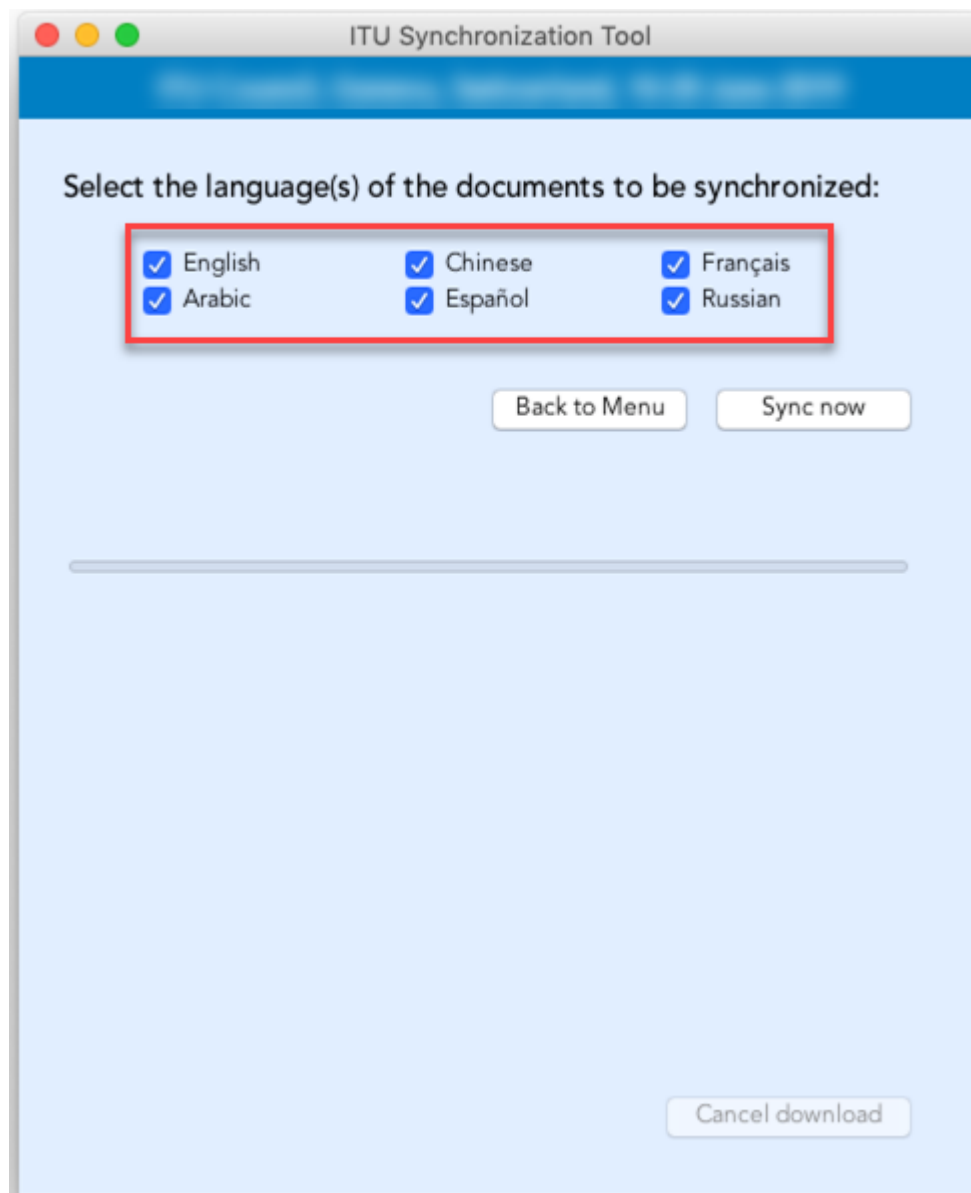 ITU Synchronization Tool
Select the language(s) of the documents to be synchronized:
English Chinese Français
Arabic Español Russian
Back to Menu Sync now
Cancel download